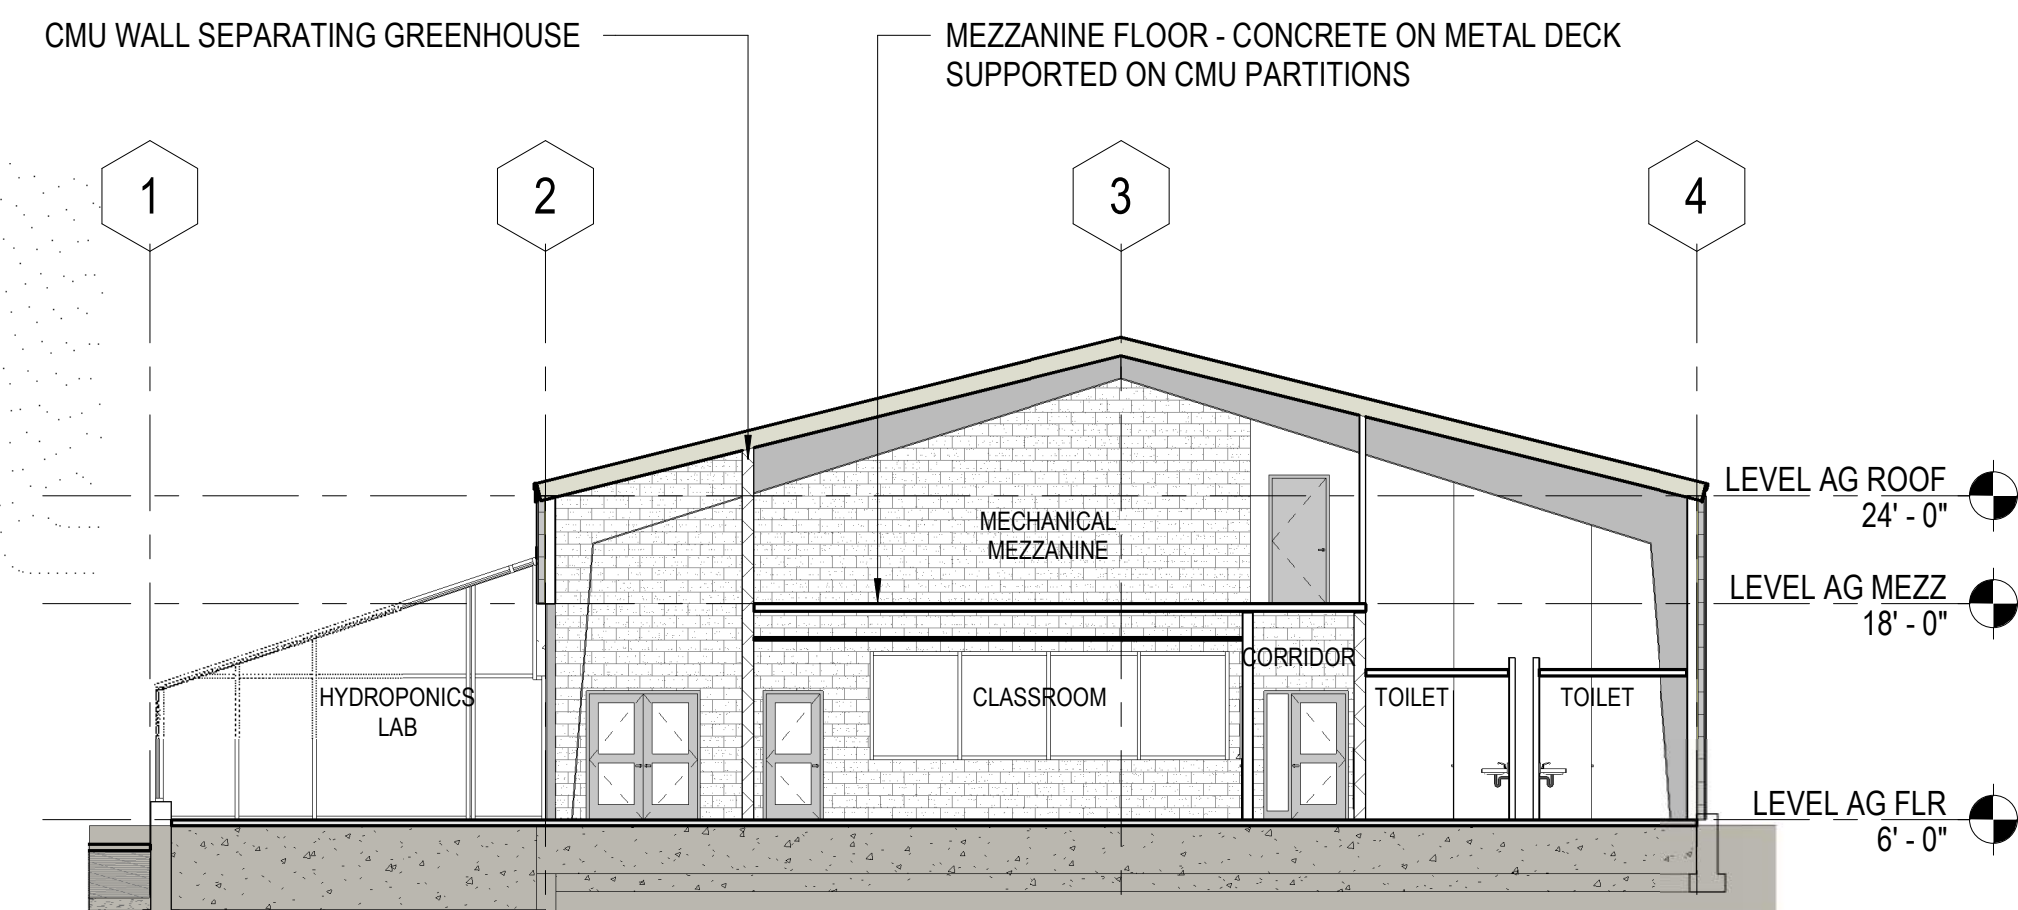 CMU WALL SEPARATING GREENHOUSE
MEZZANINE FLOOR - CONCRETE ON METAL DECK
SUPPORTED ON CMU PARTITIONS
1
2
3
4
LEVEL AG ROOF
24' - 0"
MECHANICAL
MEZZANINE
LEVEL AG MEZZ
18' - 0"
HYDROPONICS
LAB
CLASSROOM
CORRIDOR
TOILET
TOILET
LEVEL AG FLR
6' - 0"